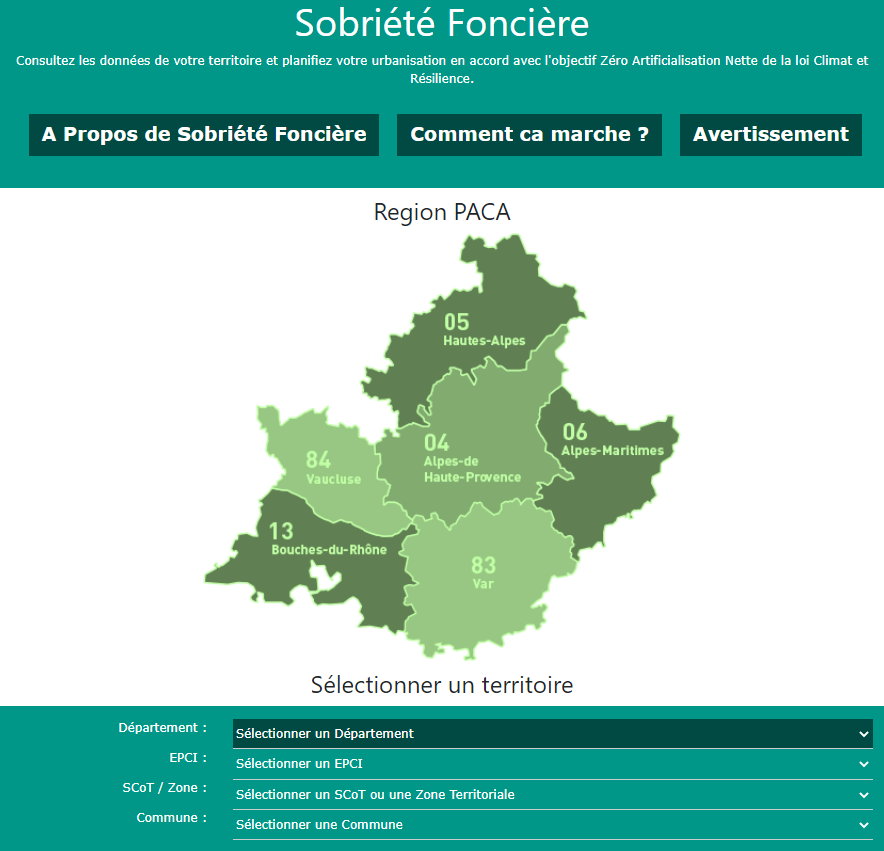 Sobriété Foncière
Consultez les données de votre territoire et planifiez votre urbanisation en accord avec l'objectif Zéro Artificialisation Nette de la loi Climat et
Résilience.
A Propos de Sobriété Foncière
Comment ca marche ?
Avertissement
Region PACA
05
Hautes-Alpes
04
Alpes-de
Haute-Provence
06
Alpes-Maritimes
84
Vaucluse
13
Bouches-du-Rhône
83
Var
Sélectionner un territoire
Département :
Sélectionner un Département
EPCI :
Sélectionner un EPCI
SCoT / Zone :
Sélectionner un SCoT ou une Zone Territoriale
Commune :
Sélectionner une Commune